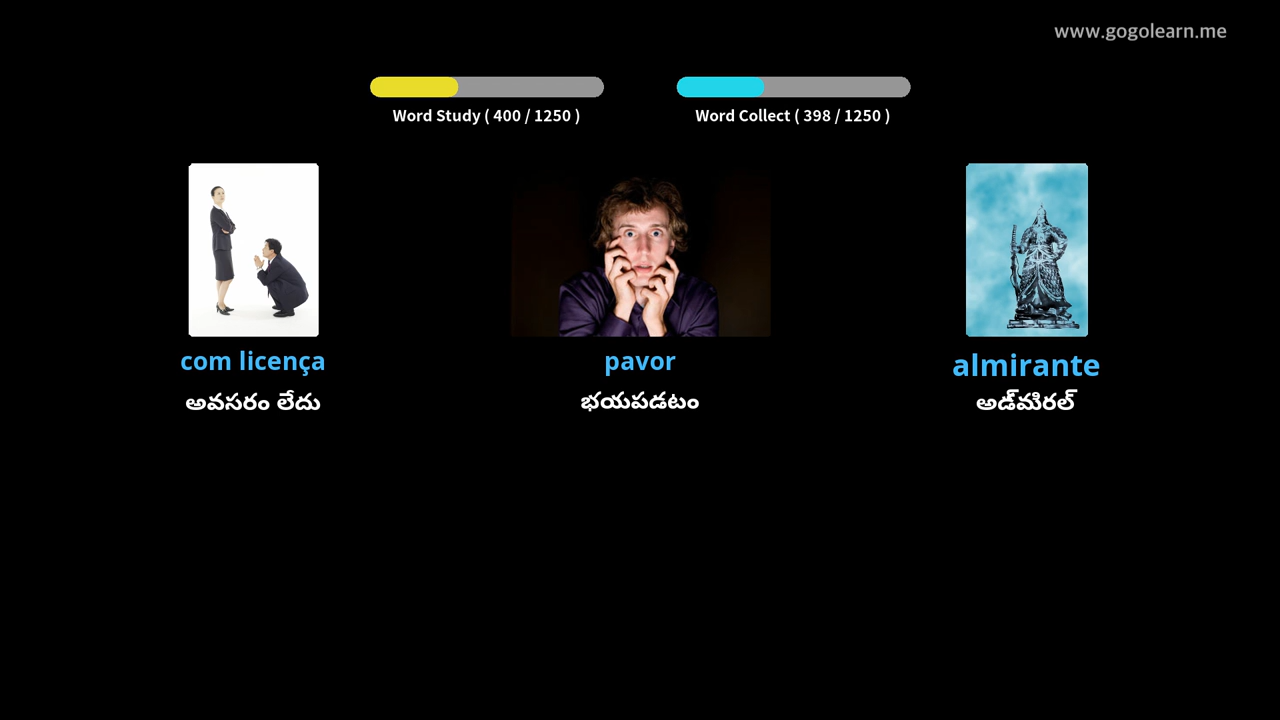 www.gogolearn.me
Word Study ( 400 / 1250 )
Word Collect ( 398 / 1250 )
com licença
pavor
almirante
అవసరం లేదు
భయపడటం
అడ్‌మిరల్